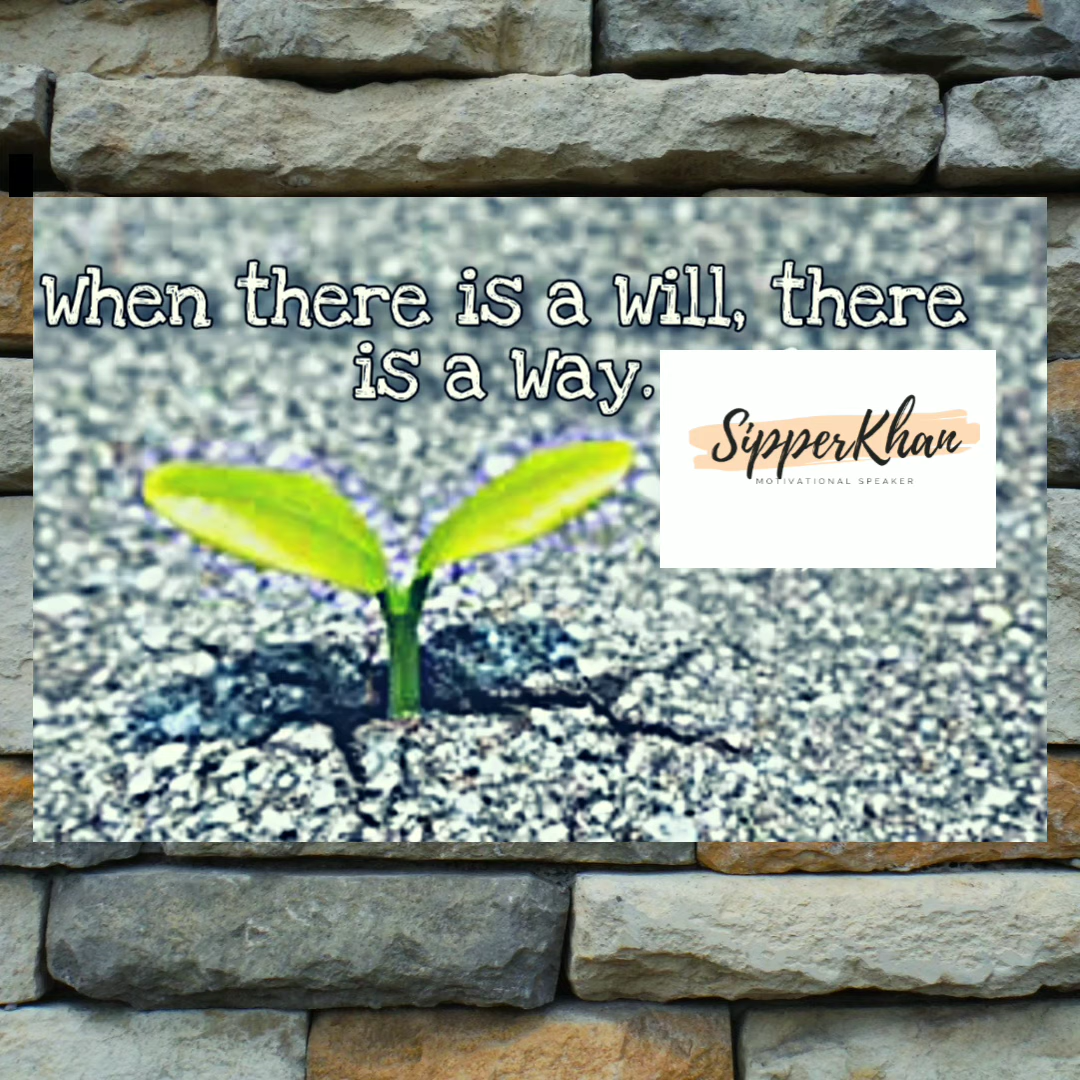 When there is a will, there
is a way.
SipperKhan
MOTIVATIONAL SPEAKER